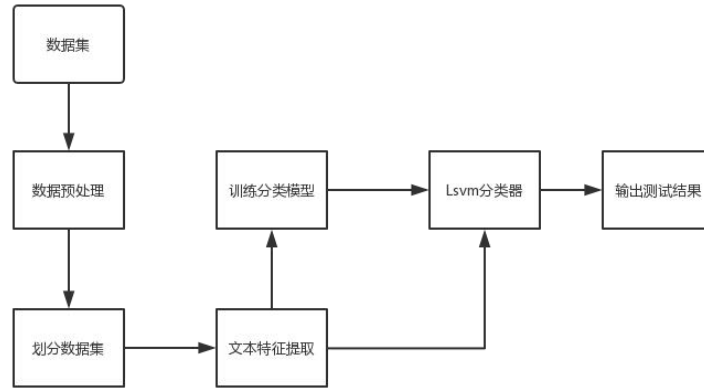 数据集
数据预处理
训练分类模型
Lsvm分类器
输出测试结果
划分数据集
文本特征提取